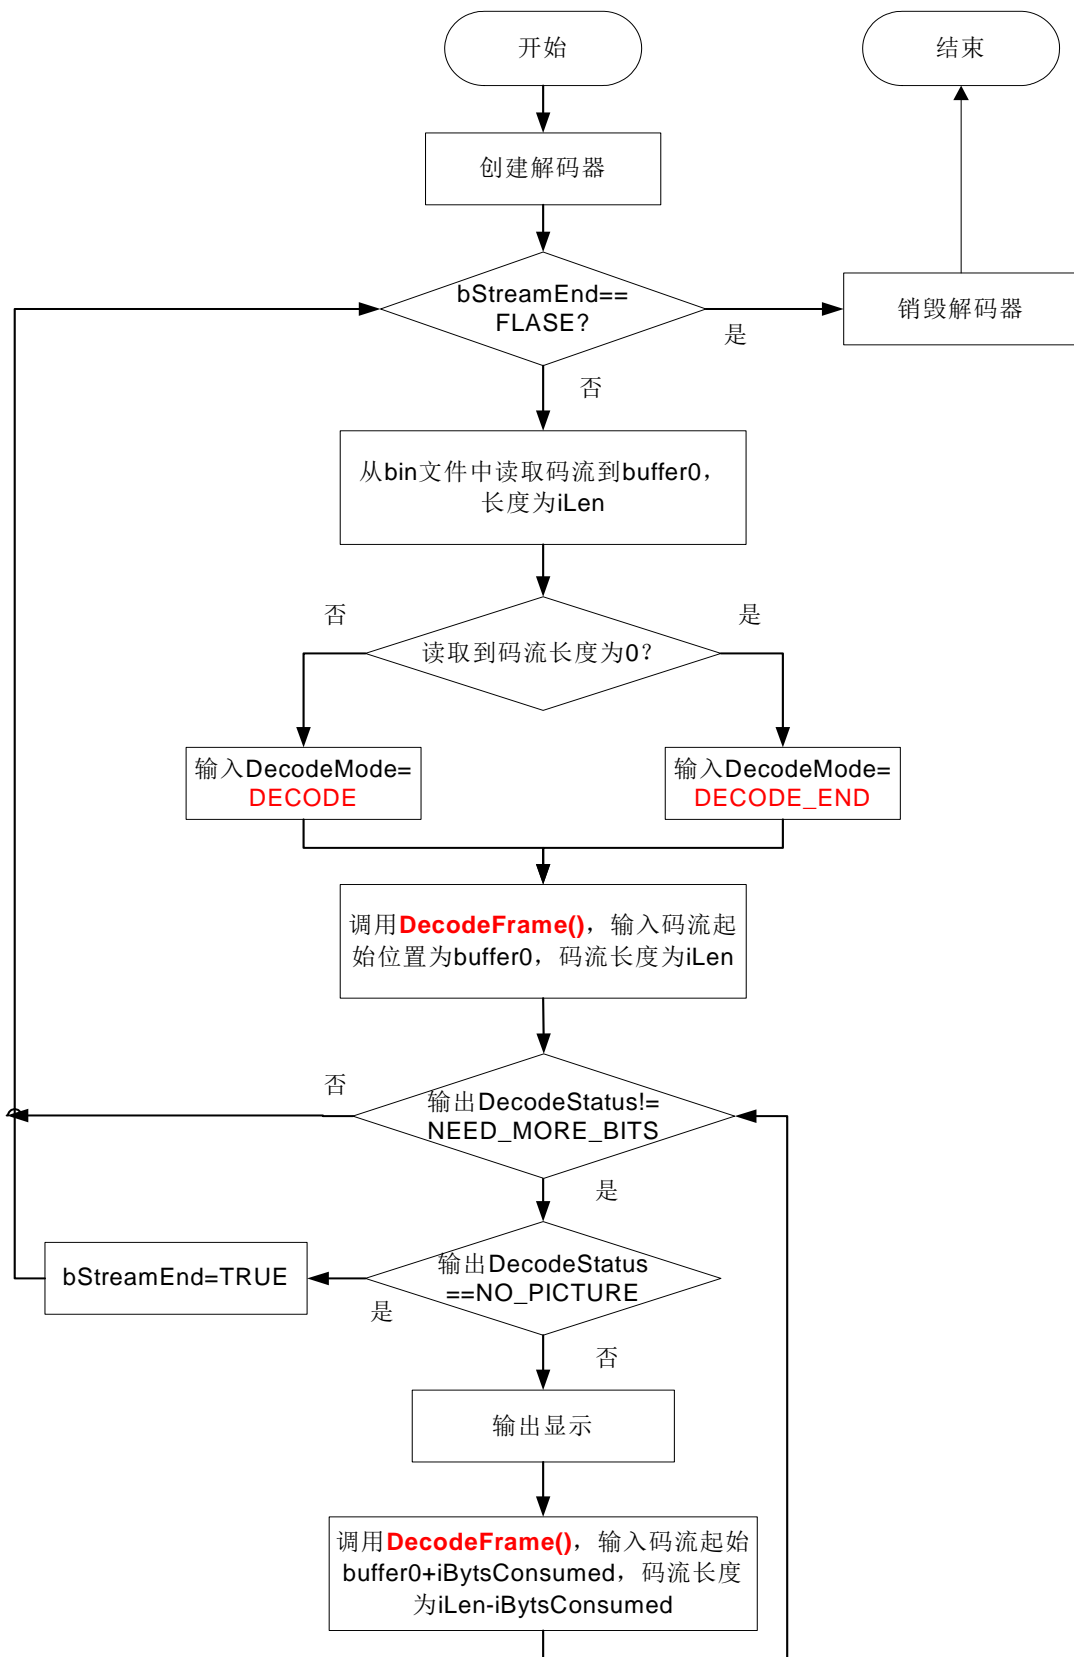 开始
结束
创建解码器
bStreamEnd==
FLASE?
是
销毁解码器
否
从bin文件中读取码流到buffer0，
长度为iLen
否
是
读取到码流长度为0？
输入DecodeMode=
DECODE
输入DecodeMode=
DECODE_END
调用DecodeFrame()，输入码流起
始位置为buffer0，码流长度为iLen
否
输出DecodeStatus!=
NEED_MORE_BITS
是
输出DecodeStatus
==NO_PICTURE
bStreamEnd=TRUE
是
否
输出显示
调用DecodeFrame()，输入码流起始
buffer0+iBytsConsumed，码流长度
为iLen-iBytsConsumed